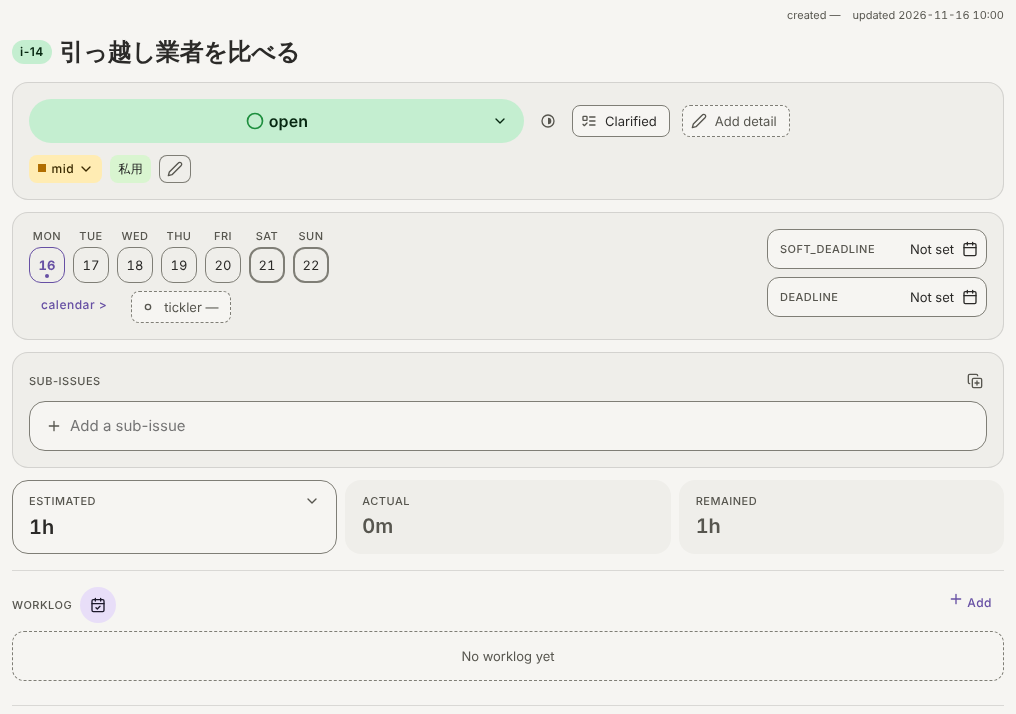 created — updated 2026-11-16 10:00
i-14 引っ越し業者を比べる
open
Clarified
Add detail
mid
私用
MON TUE WED THU FRI SAT SUN
16 17 18 19 20 21 22
calendar >
tickler —
SOFT_DEADLINE Not set
DEADLINE Not set
SUB-ISSUES
Add a sub-issue
ESTIMATED
1h
ACTUAL
0m
REMAINED
1h
WORKLOG
+ Add
No worklog yet